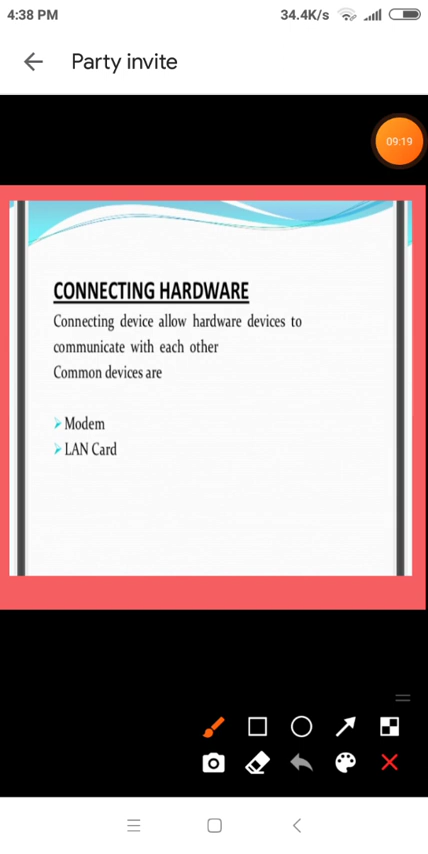 4:38 PM 34.4K/s
Party invite
09:19
CONNECTING HARDWARE
Connecting device allow hardware devices to
communicate with each other
Common devices are
Modem
LAN Card